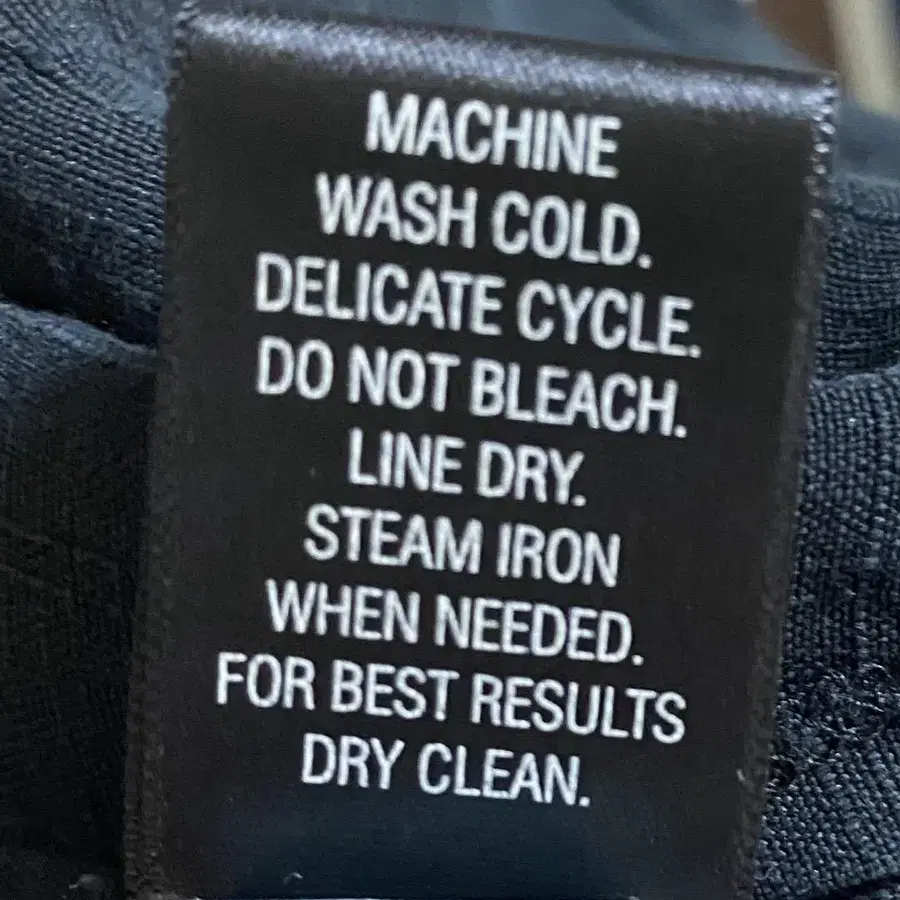 MACHINE
WASH COLD.
DELICATE CYCLE.
DO NOT BLEACH.
LINE DRY.
STEAM IRON
WHEN NEEDED.
FOR BEST RESULTS
DRY CLEAN.